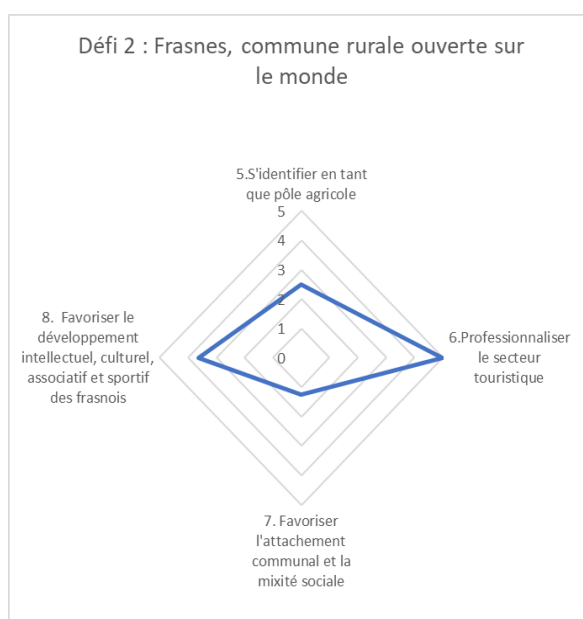 Défi 2 : Frasnes, commune rurale ouverte sur
le monde
5.S'identifier en tant
que pôle agricole
5
4
3
2
1
0
6.Professionnaliser
le secteur
touristique
7. Favoriser
l'attachement
communal et la
mixité sociale
8.  Favoriser le
développement
intellectuel, culturel,
associatif et sportif
des frasnois